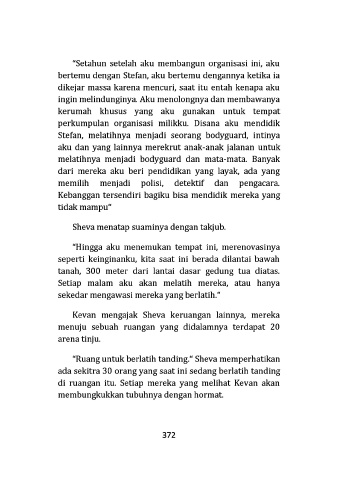 "Setahun setelah aku membangun organisasi ini, aku
bertemu dengan Stefan, aku bertemu dengannya ketika ia
dikejar massa karena mencuri, saat itu entah kenapa aku
ingin melindunginya. Aku menolongnya dan membawanya
kerumah khusus yang aku gunakan untuk tempat
perkumpulan organisasi milikku. Disana aku mendidik
Stefan, melatihnya menjadi seorang bodyguard, intinya
aku dan yang lainnya merekrut anak-anak jalanan untuk
melatihnya menjadi bodyguard dan mata-mata. Banyak
dari mereka aku beri pendidikan yang layak, ada yang
memilih menjadi polisi, detektif dan pengacara.
Kebanggan tersendiri bagiku bisa mendidik mereka yang
tidak mampu"
Sheva menatap suaminya dengan takjub.
"Hingga aku menemukan tempat ini, merenovasinya
seperti keinginanku, kita saat ini berada dilantai bawah
tanah, 300 meter dari lantai dasar gedung tua diatas.
Setiap malam aku akan melatih mereka, atau hanya
sekedar mengawasi mereka yang berlatih."
Kevan mengajak Sheva keruangan lainnya, mereka
menuju sebuah ruangan yang didalamnya terdapat 20
arena tinju.
"Ruang untuk berlatih tanding." Sheva memperhatikan
ada sekitra 30 orang yang saat ini sedang berlatih tanding
di ruangan itu. Setiap mereka yang melihat Kevan akan
membungkukkan tubuhnya dengan hormat.
372